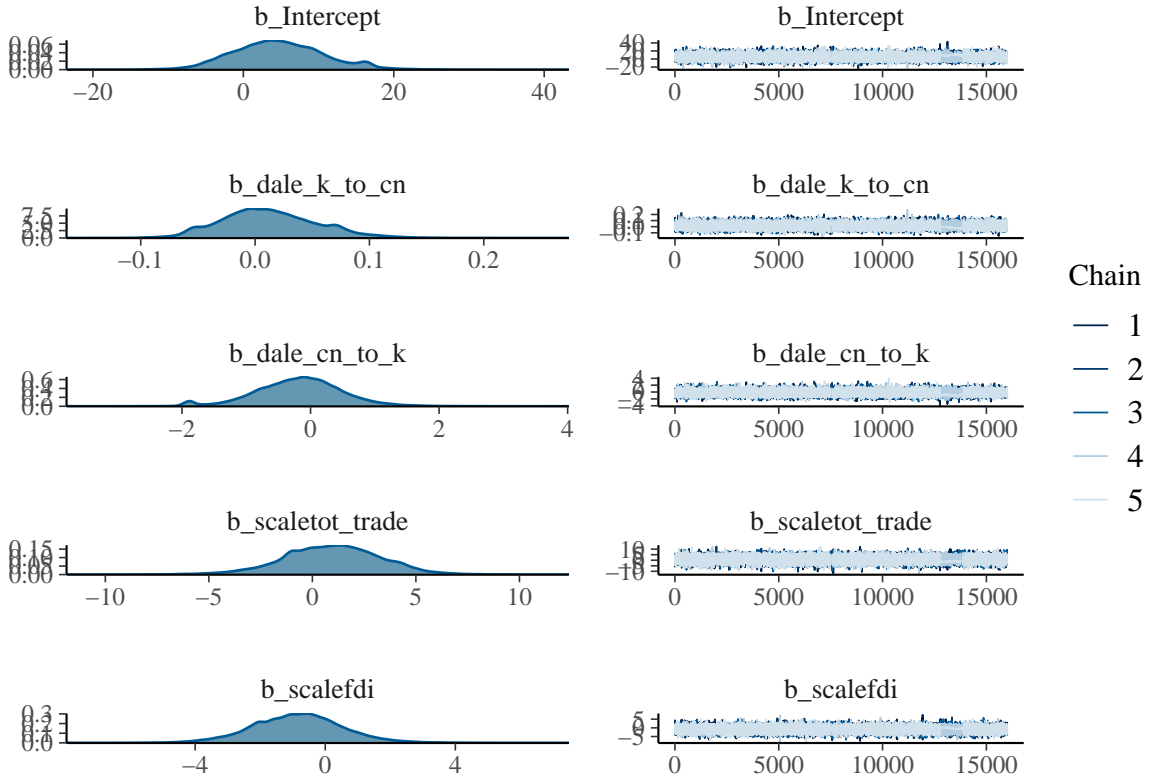 b_Intercept
−20 0 20 40
b_Intercept
0 5000 10000 15000
b_dale_k_to_cn
−0.1 0.0 0.1 0.2
b_dale_k_to_cn
0 5000 10000 15000
Chain
1
2
3
4
5
b_dale_cn_to_k
−2 0 2 4
b_dale_cn_to_k
0 5000 10000 15000
b_scaletot_trade
−10 −5 0 5 10
b_scaletot_trade
0 5000 10000 15000
b_scalefdi
0.3
0.2
0.1
0.0
−4 0 4
b_scalefdi
5
0
−5
0 5000 10000 15000